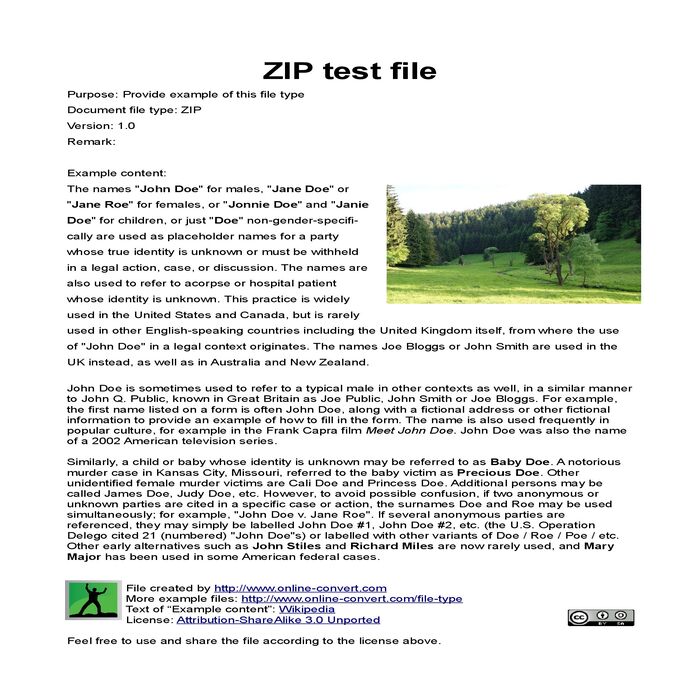 ZIP test file
Purpose: Provide example of this file type
Document file type: ZIP
Version: 1.0
Remark:
Example content:
The names "John Doe" for males, "Jane Doe" or
"Jane Roe" for females, or "Jonnie Doe" and "Janie
Doe" for children, or just "Doe" non-gender-specifi-
cally are used as placeholder names for a party
whose true identity is unknown or must be withheld
in a legal action, case, or discussion. The names are
also used to refer to acorpse or hospital patient
whose identity is unknown. This practice is widely
used in the United States and Canada, but is rarely
used in other English-speaking countries including the United Kingdom itself, from where the use
of "John Doe" in a legal context originates. The names Joe Bloggs or John Smith are used in the
UK instead, as well as in Australia and New Zealand.
John Doe is sometimes used to refer to a typical male in other contexts as well, in a similar manner
to John Q. Public, known in Great Britain as Joe Public, John Smith or Joe Bloggs. For example,
the first name listed on a form is often John Doe, along with a fictional address or other fictional
information to provide an example of how to fill in the form. The name is also used frequently in
popular culture, for example in the Frank Capra film Meet John Doe. John Doe was also the name
of a 2002 American television series.
Similarly, a child or baby whose identity is unknown may be referred to as Baby Doe. A notorious
murder case in Kansas City, Missouri, referred to the baby victim as Precious Doe. Other
unidentified female murder victims are Cali Doe and Princess Doe. Additional persons may be
called James Doe, Judy Doe, etc. However, to avoid possible confusion, if two anonymous or
unknown parties are cited in a specific case or action, the surnames Doe and Roe may be used
simultaneously; for example, "John Doe v. Jane Roe". If several anonymous parties are
referenced, they may simply be labelled John Doe #1, John Doe #2, etc. (the U.S. Operation
Delego cited 21 (numbered) "John Doe"s) or labelled with other variants of Doe / Roe / Poe / etc.
Other early alternatives such as John Stiles and Richard Miles are now rarely used, and Mary
Major has been used in some American federal cases.
File created by http://www.online-convert.com
More example files: http://www.online-convert.com/file-type
Text of “Example content”: Wikipedia
License: Attribution-ShareAlike 3.0 Unported
cc BY SA
Feel free to use and share the file according to the license above.